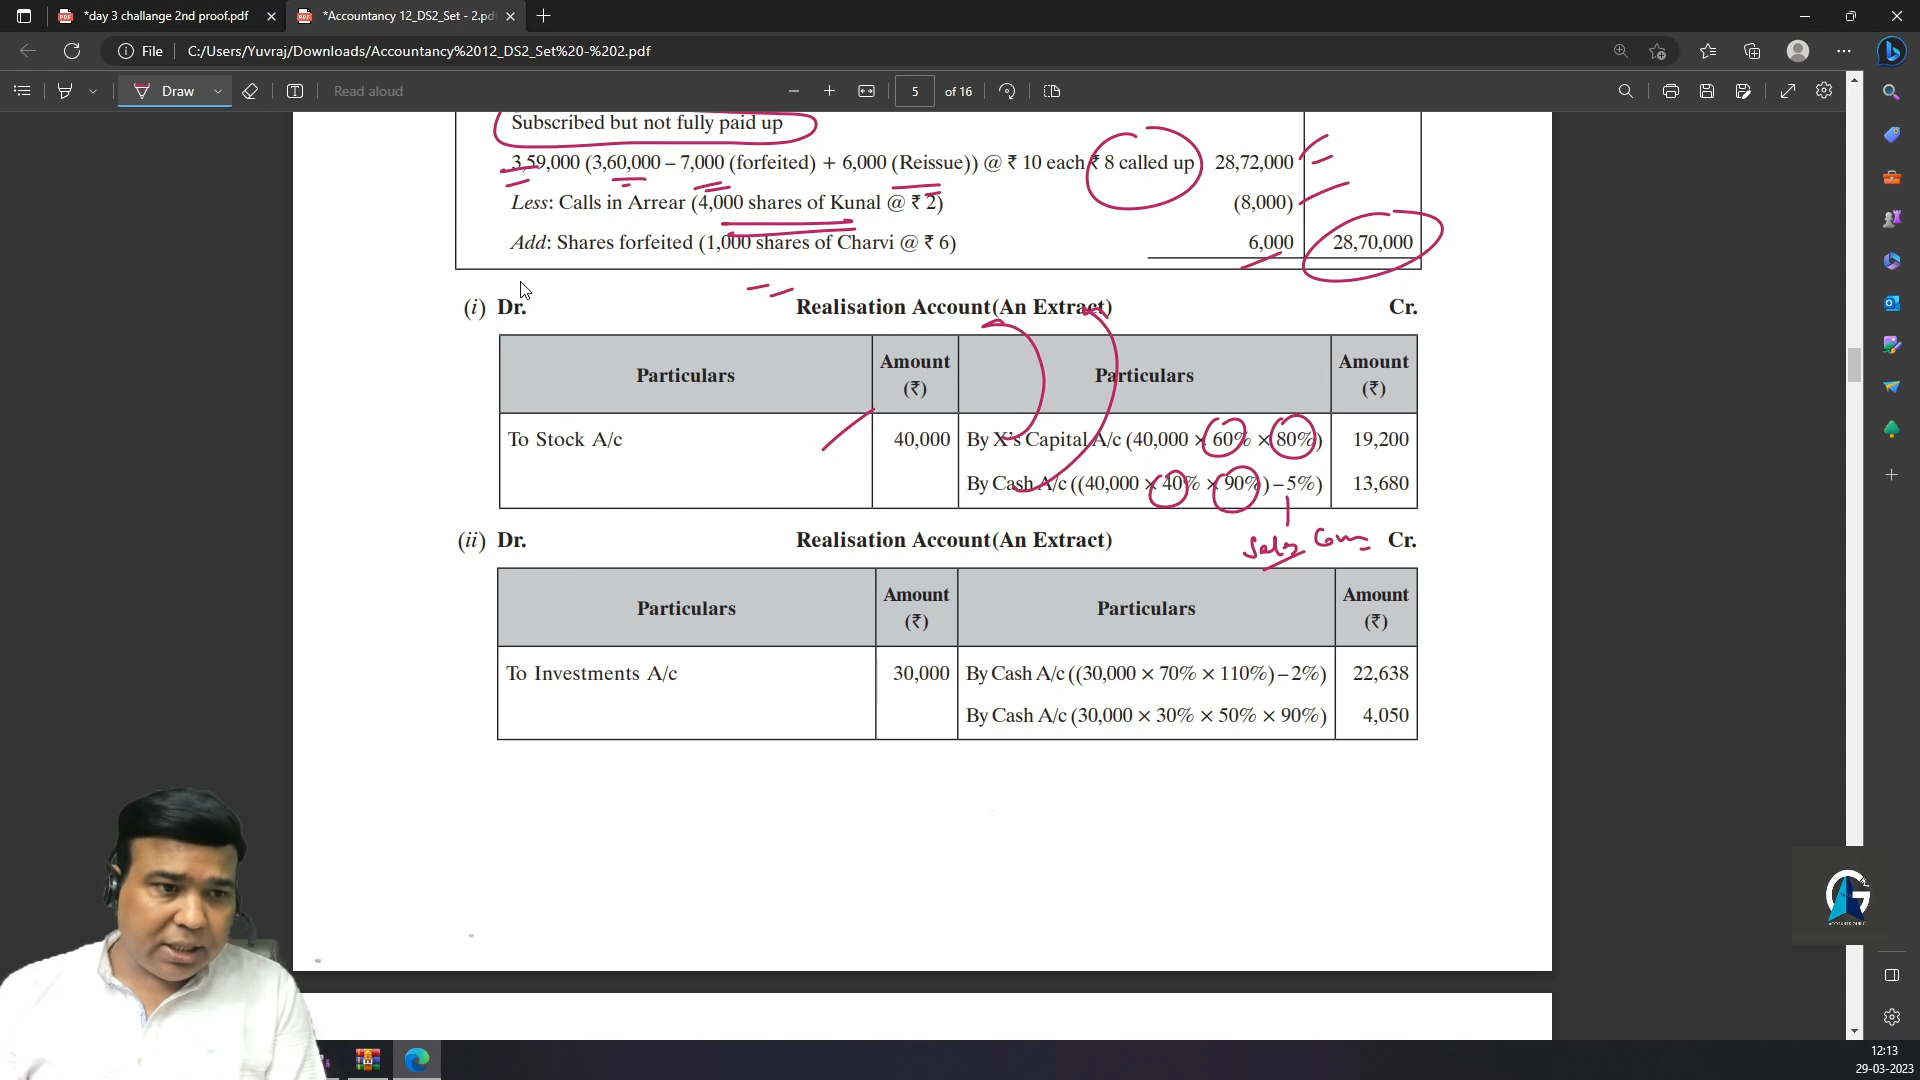 *day 3 challange 2nd proof.pdf
*Accountancy 12_DS2_Set - 2.pdf
File
C:/Users/Yuvraj/Downloads/Accountancy%2012_DS2_Set%20-%202.pdf
Draw
Read aloud
5 of 16
Subscribed but not fully paid up
3,59,000 (3,60,000 – 7,000 (forfeited) + 6,000 (Reissue)) @ ₹ 10 each ₹ 8 called up 28,72,000
Less: Calls in Arrear (4,000 shares of Kunal @ ₹ 2) (8,000)
Add: Shares forfeited (1,000 shares of Charvi @ ₹ 6) 6,000 28,70,000
(i) Dr. Realisation Account(An Extract) Cr.
Particulars Amount (₹) Particulars Amount (₹)
To Stock A/c 40,000 By X's Capital A/c (40,000 × 60% × 80%) 19,200
By Cash A/c ((40,000 × 40% × 90%) – 5%) 13,680
(ii) Dr. Realisation Account(An Extract) Cr.
Particulars Amount (₹) Particulars Amount (₹)
To Investments A/c 30,000 By Cash A/c ((30,000 × 70% × 110%) – 2%) 22,638
By Cash A/c (30,000 × 30% × 50% × 90%) 4,050
12:13
29-03-2023